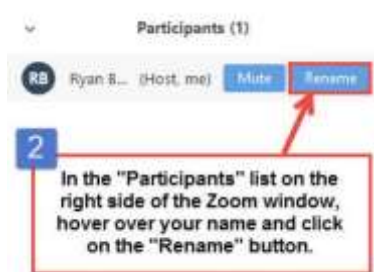 Participants (1)
RB Ryan B... (Host, me) Mute Rename
2
In the "Participants" list on the
right side of the Zoom window,
hover over your name and click
on the "Rename" button.